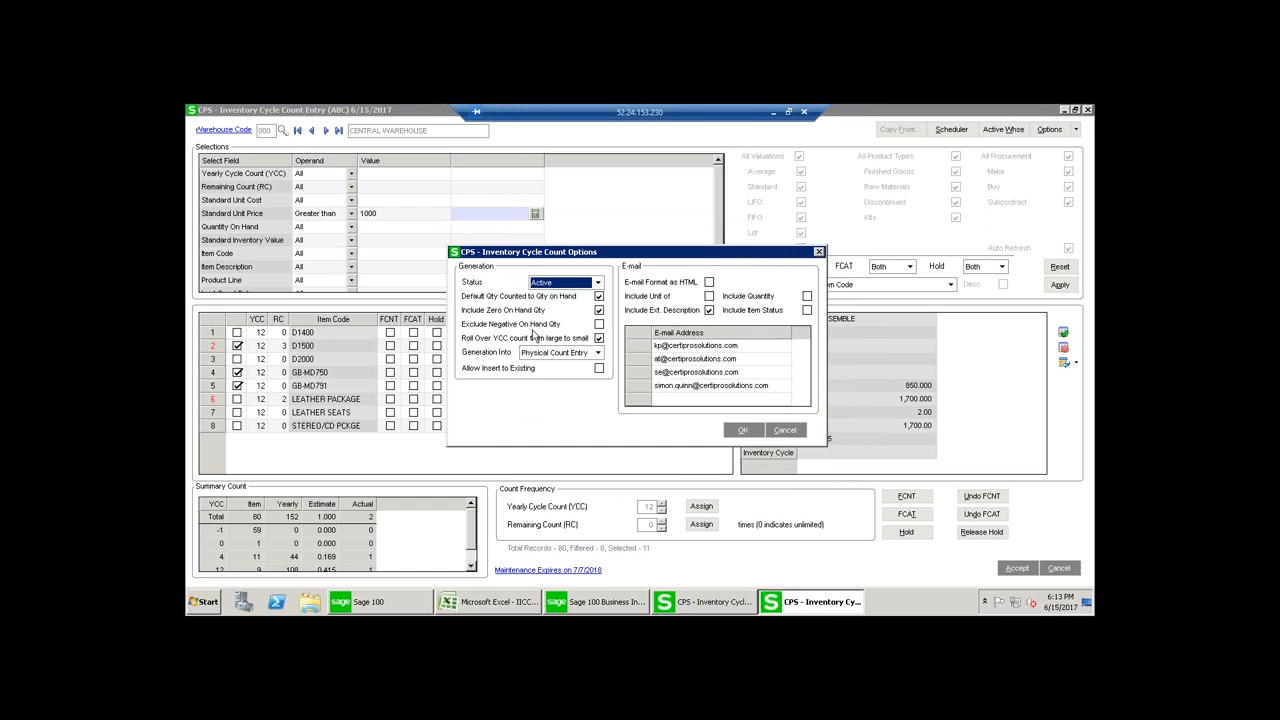 CPS - Inventory Cycle Count Entry (ABC) 6/15/2017
52.24.153.230
Warehouse Code 000 CENTRAL WAREHOUSE
Copy From... Scheduler Active Whse Options
Selections
Select Field Operand Value
Yearly Cycle Count (YCC) All
Remaining Count (RC) All
Standard Unit Cost All
Standard Unit Price Greater than 1000
Quantity On Hand All
Standard Inventory Value All
Item Code All
Item Description All
Product Line All
All Valuations All Product Types All Procurement
Average Finished Goods Make
Standard Raw Materials Buy
LIFO Discontinued Subcontract
FIFO Kits
Lot
Auto Refresh
FCAT Both Hold Both Reset
m Code Desc Apply
CPS - Inventory Cycle Count Options
Generation
Status Active
Default Qty Counted to Qty on Hand
Include Zero On Hand Qty
Exclude Negative On Hand Qty
Roll Over YCC count from large to small
Generation Into Physical Count Entry
Allow Insert to Existing
E-mail
E-mail Format as HTML
Include Unit of Include Quantity
Include Ext. Description Include Item Status
E-mail Address
kp@certiprosolutions.com
nt@certiprosolutions.com
se@certiprosolutions.com
simon.quinn@certiprosolutions.com
OK Cancel
YCC RC Item Code FCNT FCAT Hold
1 12 0 D1400
2 12 3 D1500
3 12 0 D2000
4 12 0 GB-MD750
5 12 0 GB-MD791
6 12 2 LEATHER PACKAGE
7 12 0 LEATHER SEATS
8 12 0 STEREO/CD PCKGE
SEMBLE
850.000
1,700.000
2.00
1,700.00
5
Inventory Cycle
Summary Count
YCC Item Yearly Estimate Actual
Total 80 152 1.000 2
-1 59 0 0.000 0
0 1 0 0.000 0
4 11 44 0.169 1
12 9 108 0.415 1
Count Frequency
Yearly Cycle Count (YCC) 12 Assign
Remaining Count (RC) 0 Assign times (0 indicates unlimited)
Total Records - 80, Filtered - 8, Selected - 11
Maintenance Expires on 7/7/2018
FCNT Undo FCNT
FCAT Undo FCAT
Hold Release Hold
Accept Cancel
Start
sage Sage 100
Microsoft Excel - IICC...
sage Sage 100 Business In...
CPS - Inventory Cycl...
CPS - Inventory Cy...
6:13 PM
6/15/2017